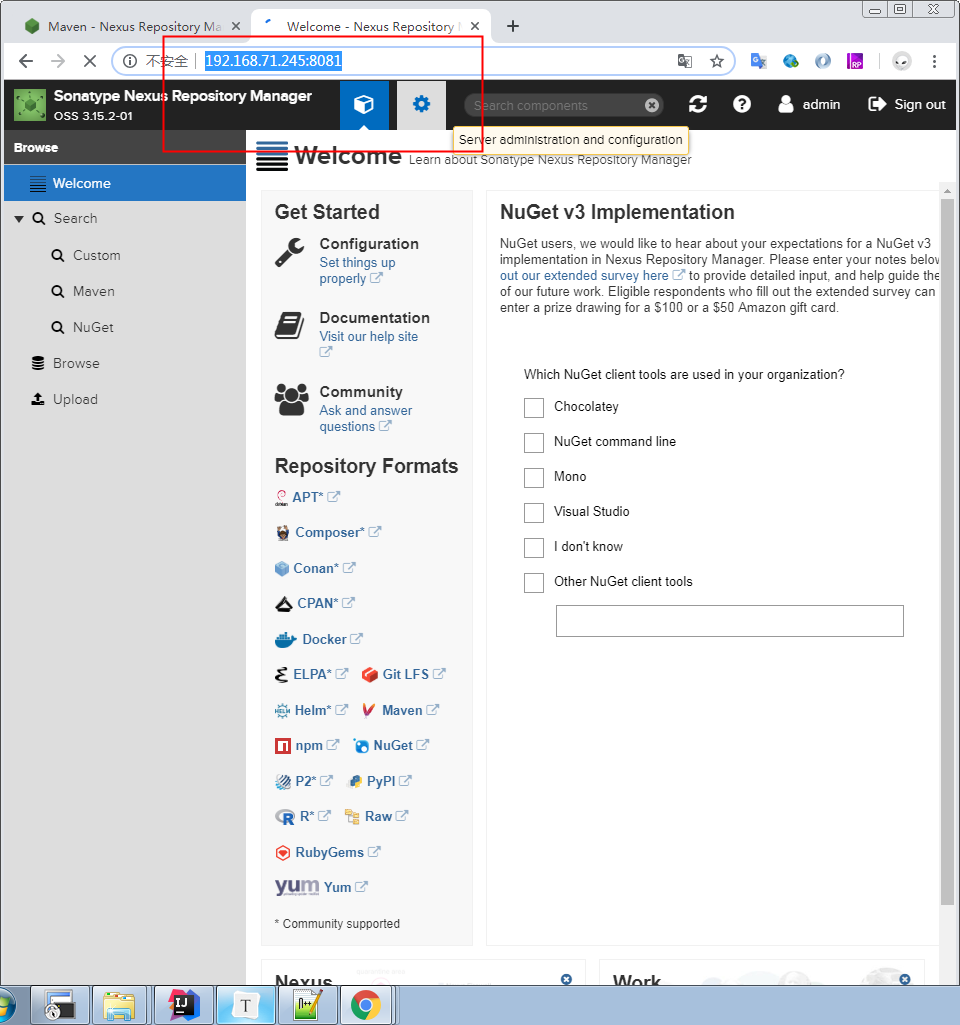 Maven - Nexus Repository Ma
Welcome - Nexus Repository
不安全
192.168.71.245:8081
Sonatype Nexus Repository Manager
OSS 3.15.2-01
Search components
admin
Sign out
Server administration and configuration
Browse
Welcome
Search
Custom
Maven
NuGet
Browse
Upload
Welcome Learn about Sonatype Nexus Repository Manager
Get Started
Configuration
Set things up
properly
Documentation
Visit our help site
Community
Ask and answer
questions
Repository Formats
APT*
Composer*
Conan*
CPAN*
Docker
ELPA* Git LFS
Helm* Maven
npm NuGet
P2* PyPI
R* Raw
RubyGems
yum Yum
* Community supported
NuGet v3 Implementation
NuGet users, we would like to hear about your expectations for a NuGet v3
implementation in Nexus Repository Manager. Please enter your notes below
out our extended survey here to provide detailed input, and help guide the
of our future work. Eligible respondents who fill out the extended survey can
enter a prize drawing for a $100 or a $50 Amazon gift card.
Which NuGet client tools are used in your organization?
Chocolatey
NuGet command line
Mono
Visual Studio
I don't know
Other NuGet client tools
Nexus
Work